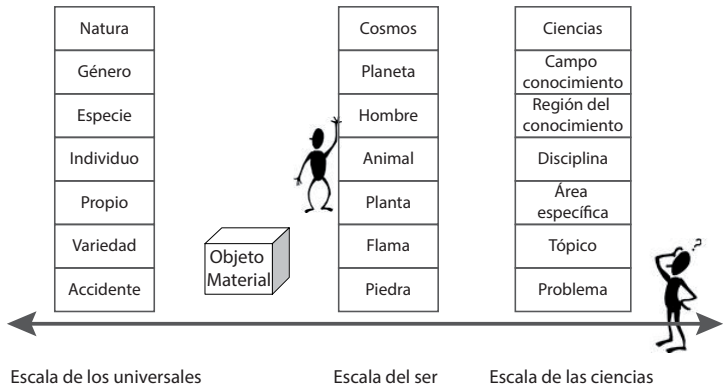 Natura
Género
Especie
Individuo
Propio
Variedad
Accidente
Objeto
Material
Cosmos
Planeta
Hombre
Animal
Planta
Flama
Piedra
Ciencias
Campo
conocimiento
Región del
conocimiento
Disciplina
Área
específica
Tópico
Problema
?
Escala de los universales
Escala del ser
Escala de las ciencias